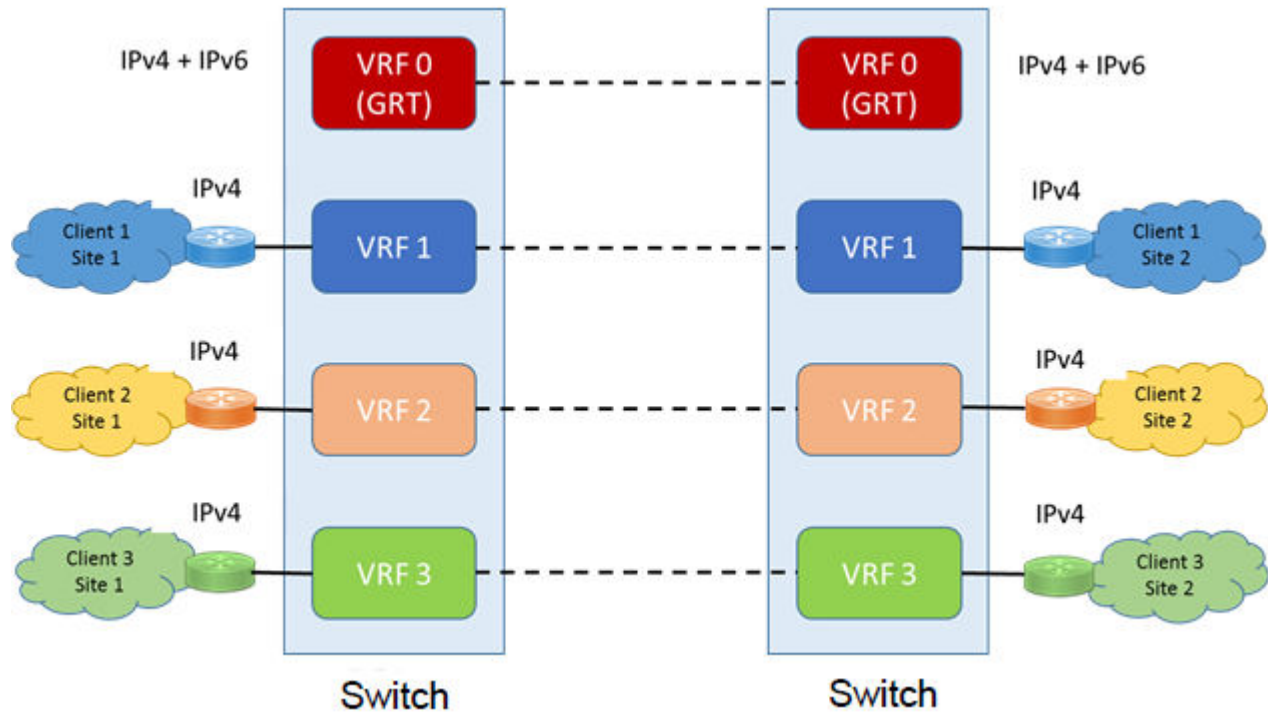 IPv4 + IPv6
VRF 0
(GRT)
VRF 0
(GRT)
IPv4 + IPv6
IPv4
Client 1
Site 1
VRF 1
VRF 1
IPv4
Client 1
Site 2
IPv4
Client 2
Site 1
VRF 2
VRF 2
IPv4
Client 2
Site 2
IPv4
Client 3
Site 1
VRF 3
VRF 3
IPv4
Client 3
Site 2
Switch
Switch